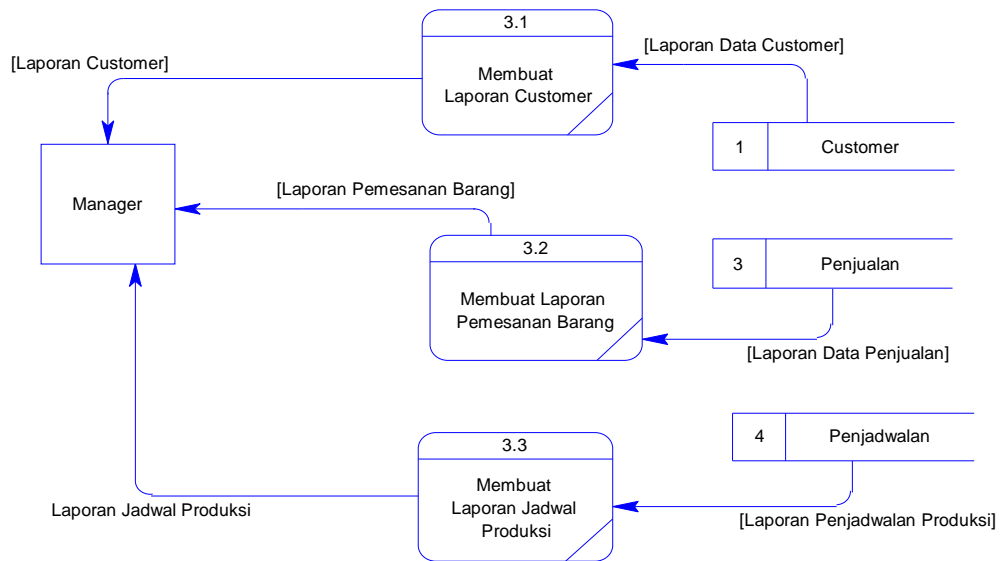 3.1
[Laporan Data Customer]
[Laporan Customer]
Membuat
Laporan Customer
1
Customer
Manager
[Laporan Pemesanan Barang]
3.2
3
Penjualan
Membuat Laporan
Pemesanan Barang
[Laporan Data Penjualan]
4
Penjadwalan
3.3
Membuat
Laporan Jadwal
Produksi
Laporan Jadwal Produksi
[Laporan Penjadwalan Produksi]